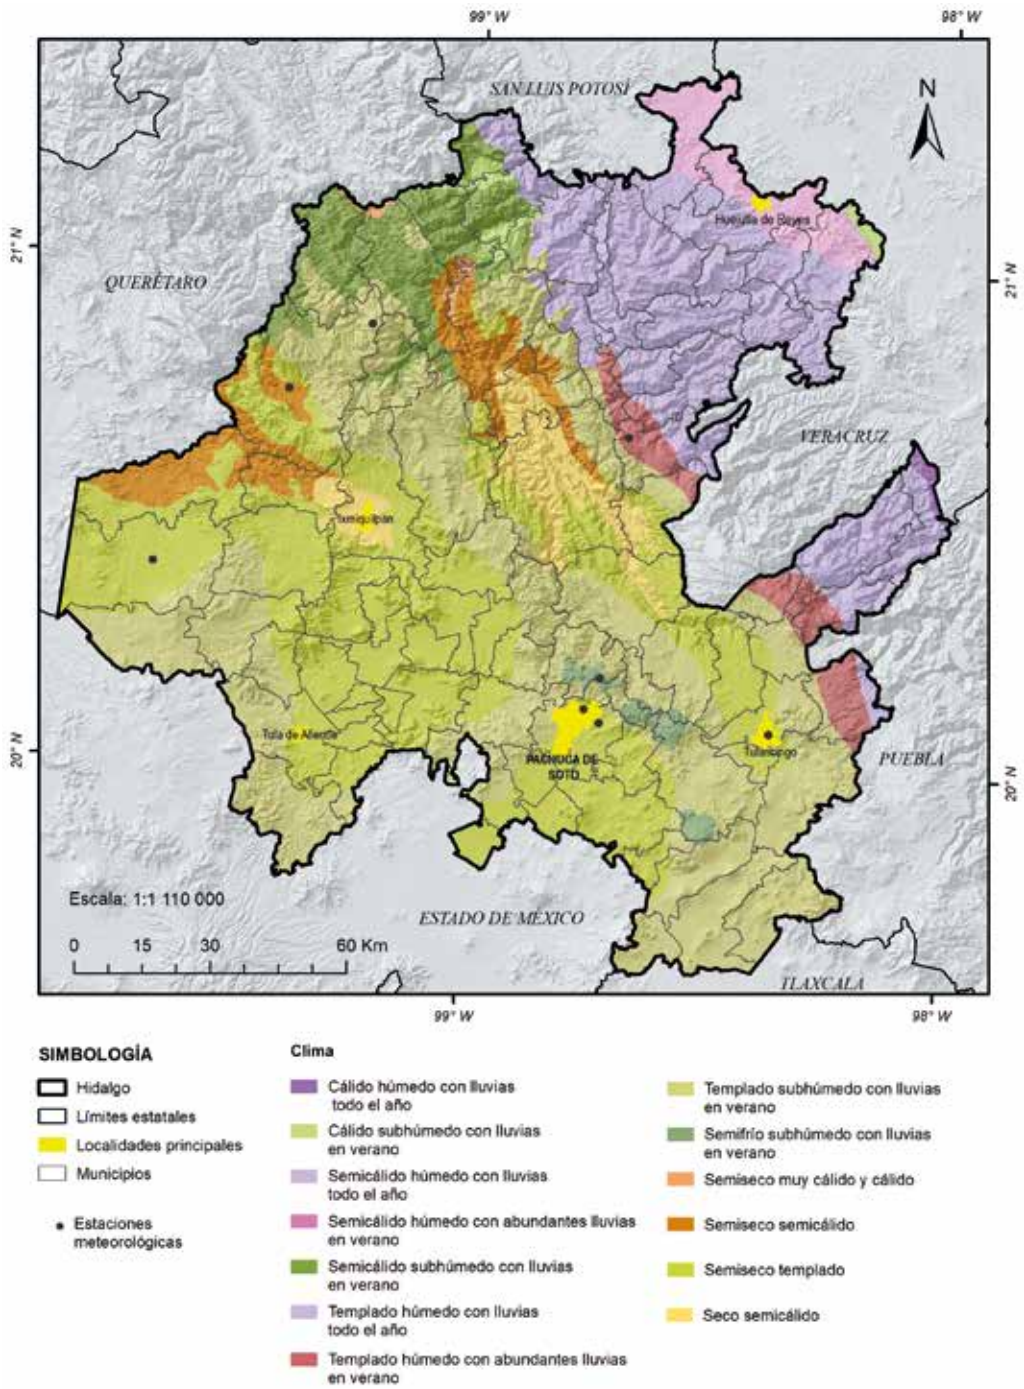 99° W
98° W
SAN LUIS POTOSÍ
N
Huejutla de Reyes
21° N
21° N
QUERÉTARO
VERACRUZ
Ixmiquilpan
Tula de Allende
20° N
20° N
PACHUCA DE
SOTO
Tulancingo
PUEBLA
Escala: 1:1 110 000
0 15 30 60 Km
ESTADO DE MÉXICO
TLAXCALA
99° W
98° W
SIMBOLOGÍA
Hidalgo
Límites estatales
Localidades principales
Municipios
Estaciones
meteorológicas
Clima
Cálido húmedo con lluvias
todo el año
Cálido subhúmedo con lluvias
en verano
Semicálido húmedo con lluvias
todo el año
Semicálido húmedo con abundantes lluvias
en verano
Semicálido subhúmedo con lluvias
en verano
Templado húmedo con lluvias
todo el año
Templado húmedo con abundantes lluvias
en verano
Templado subhúmedo con lluvias
en verano
Semifrío subhúmedo con lluvias
en verano
Semiseco muy cálido y cálido
Semiseco semicálido
Semiseco templado
Seco semicálido